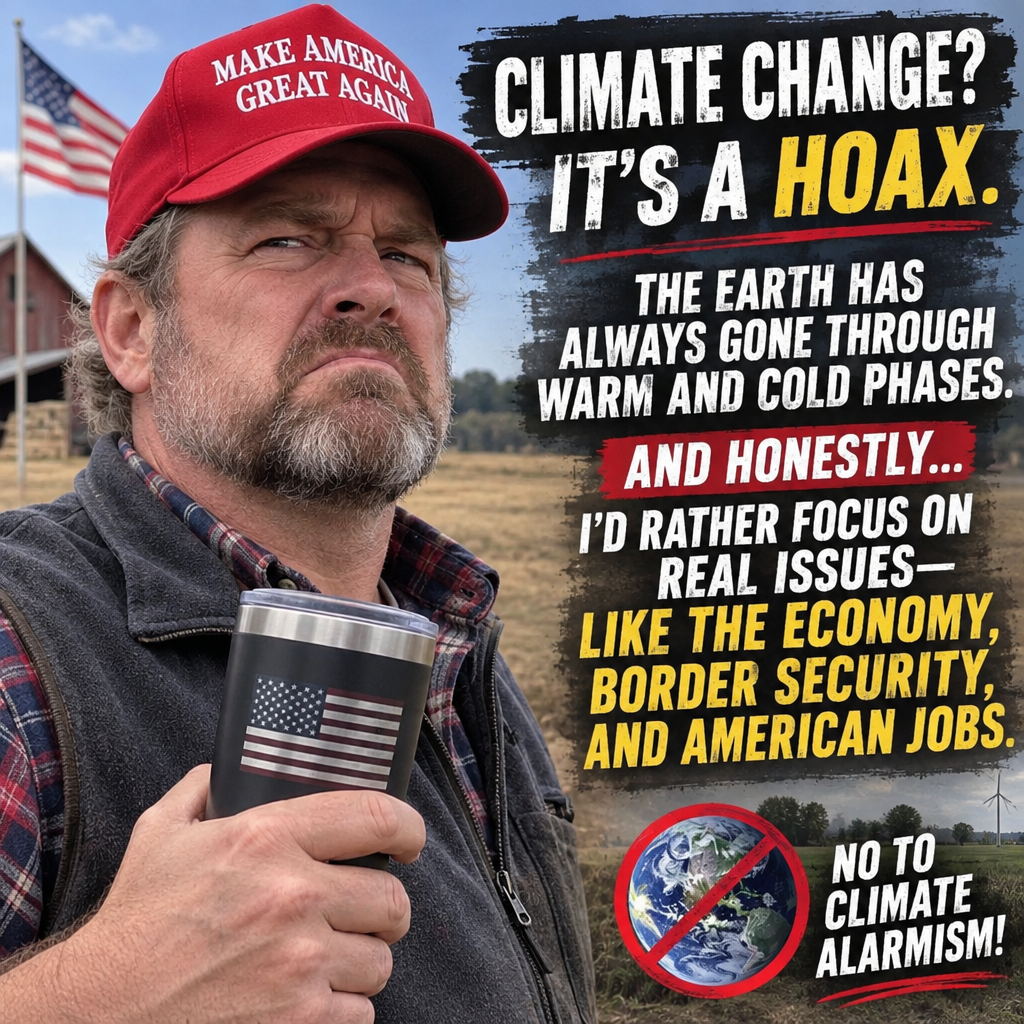 MAKE AMERICA
GREAT AGAIN
CLIMATE CHANGE?
IT'S A HOAX.
THE EARTH HAS
ALWAYS GONE THROUGH
WARM AND COLD PHASES.
AND HONESTLY...
I'D RATHER FOCUS ON
REAL ISSUES—
LIKE THE ECONOMY,
BORDER SECURITY,
AND AMERICAN JOBS.
NO TO
CLIMATE
ALARMISM!